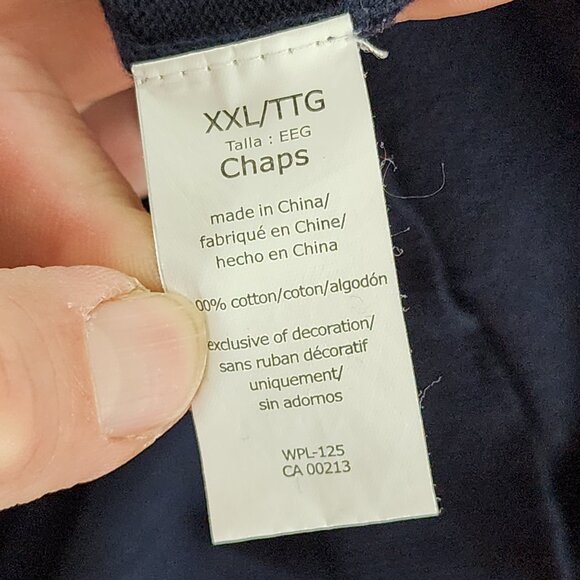 XXL/TTG
Talla : EEG
Chaps
made in China/
fabriqué en Chine/
hecho en China
00% cotton/coton/algodón
exclusive of decoration/
sans ruban décoratif
uniquement/
sin adornos
WPL-125
CA 00213